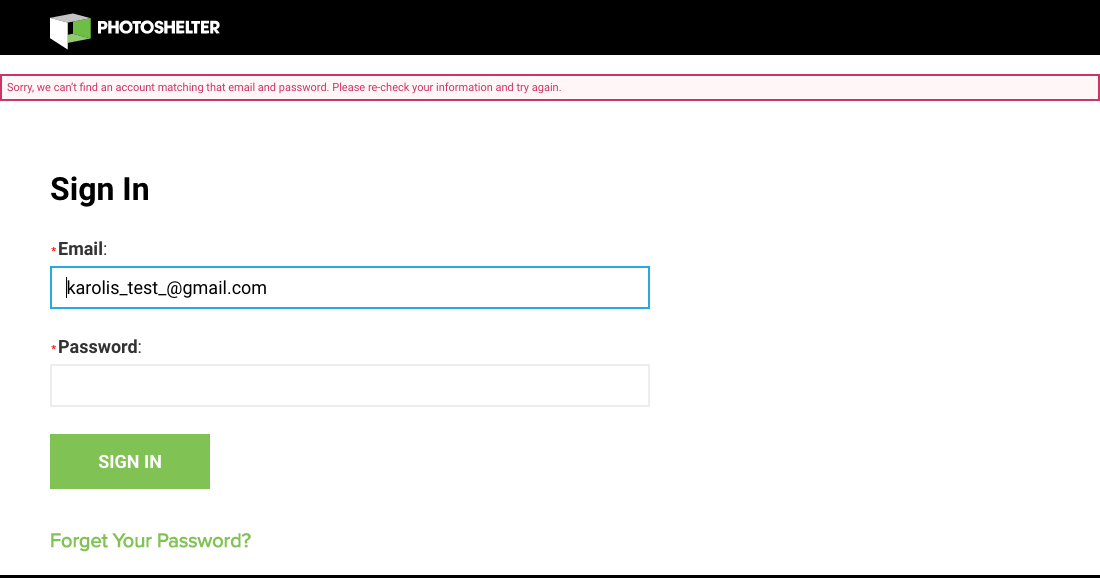 PHOTOSHELTER
Sorry, we can't find an account matching that email and password. Please re-check your information and try again.
Sign In
*Email:
karolis_test_@gmail.com
*Password:
SIGN IN
Forget Your Password?